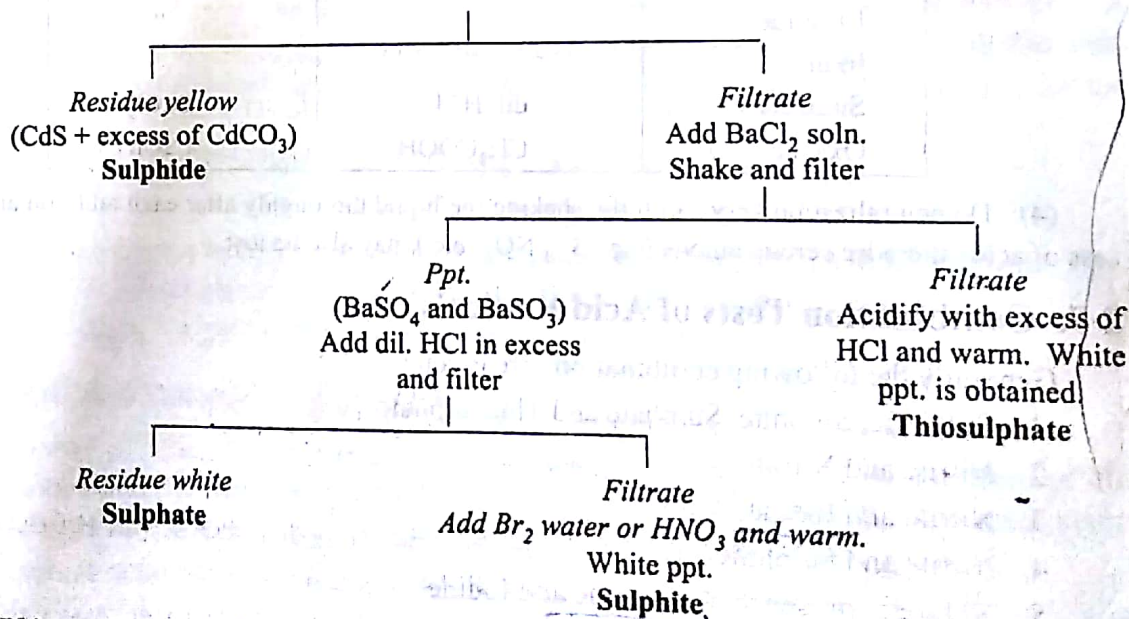 Residue yellow
(CdS + excess of CdCO₃)
Sulphide
Filtrate
Add BaCl₂ soln.
Shake and filter
Ppt.
(BaSO₄ and BaSO₃)
Add dil. HCl in excess
and filter
Filtrate
Acidify with excess of
HCl and warm. White
ppt. is obtained
Thiosulphate
Residue white
Sulphate
Filtrate
Add Br₂ water or HNO₃ and warm.
White ppt.
Sulphite